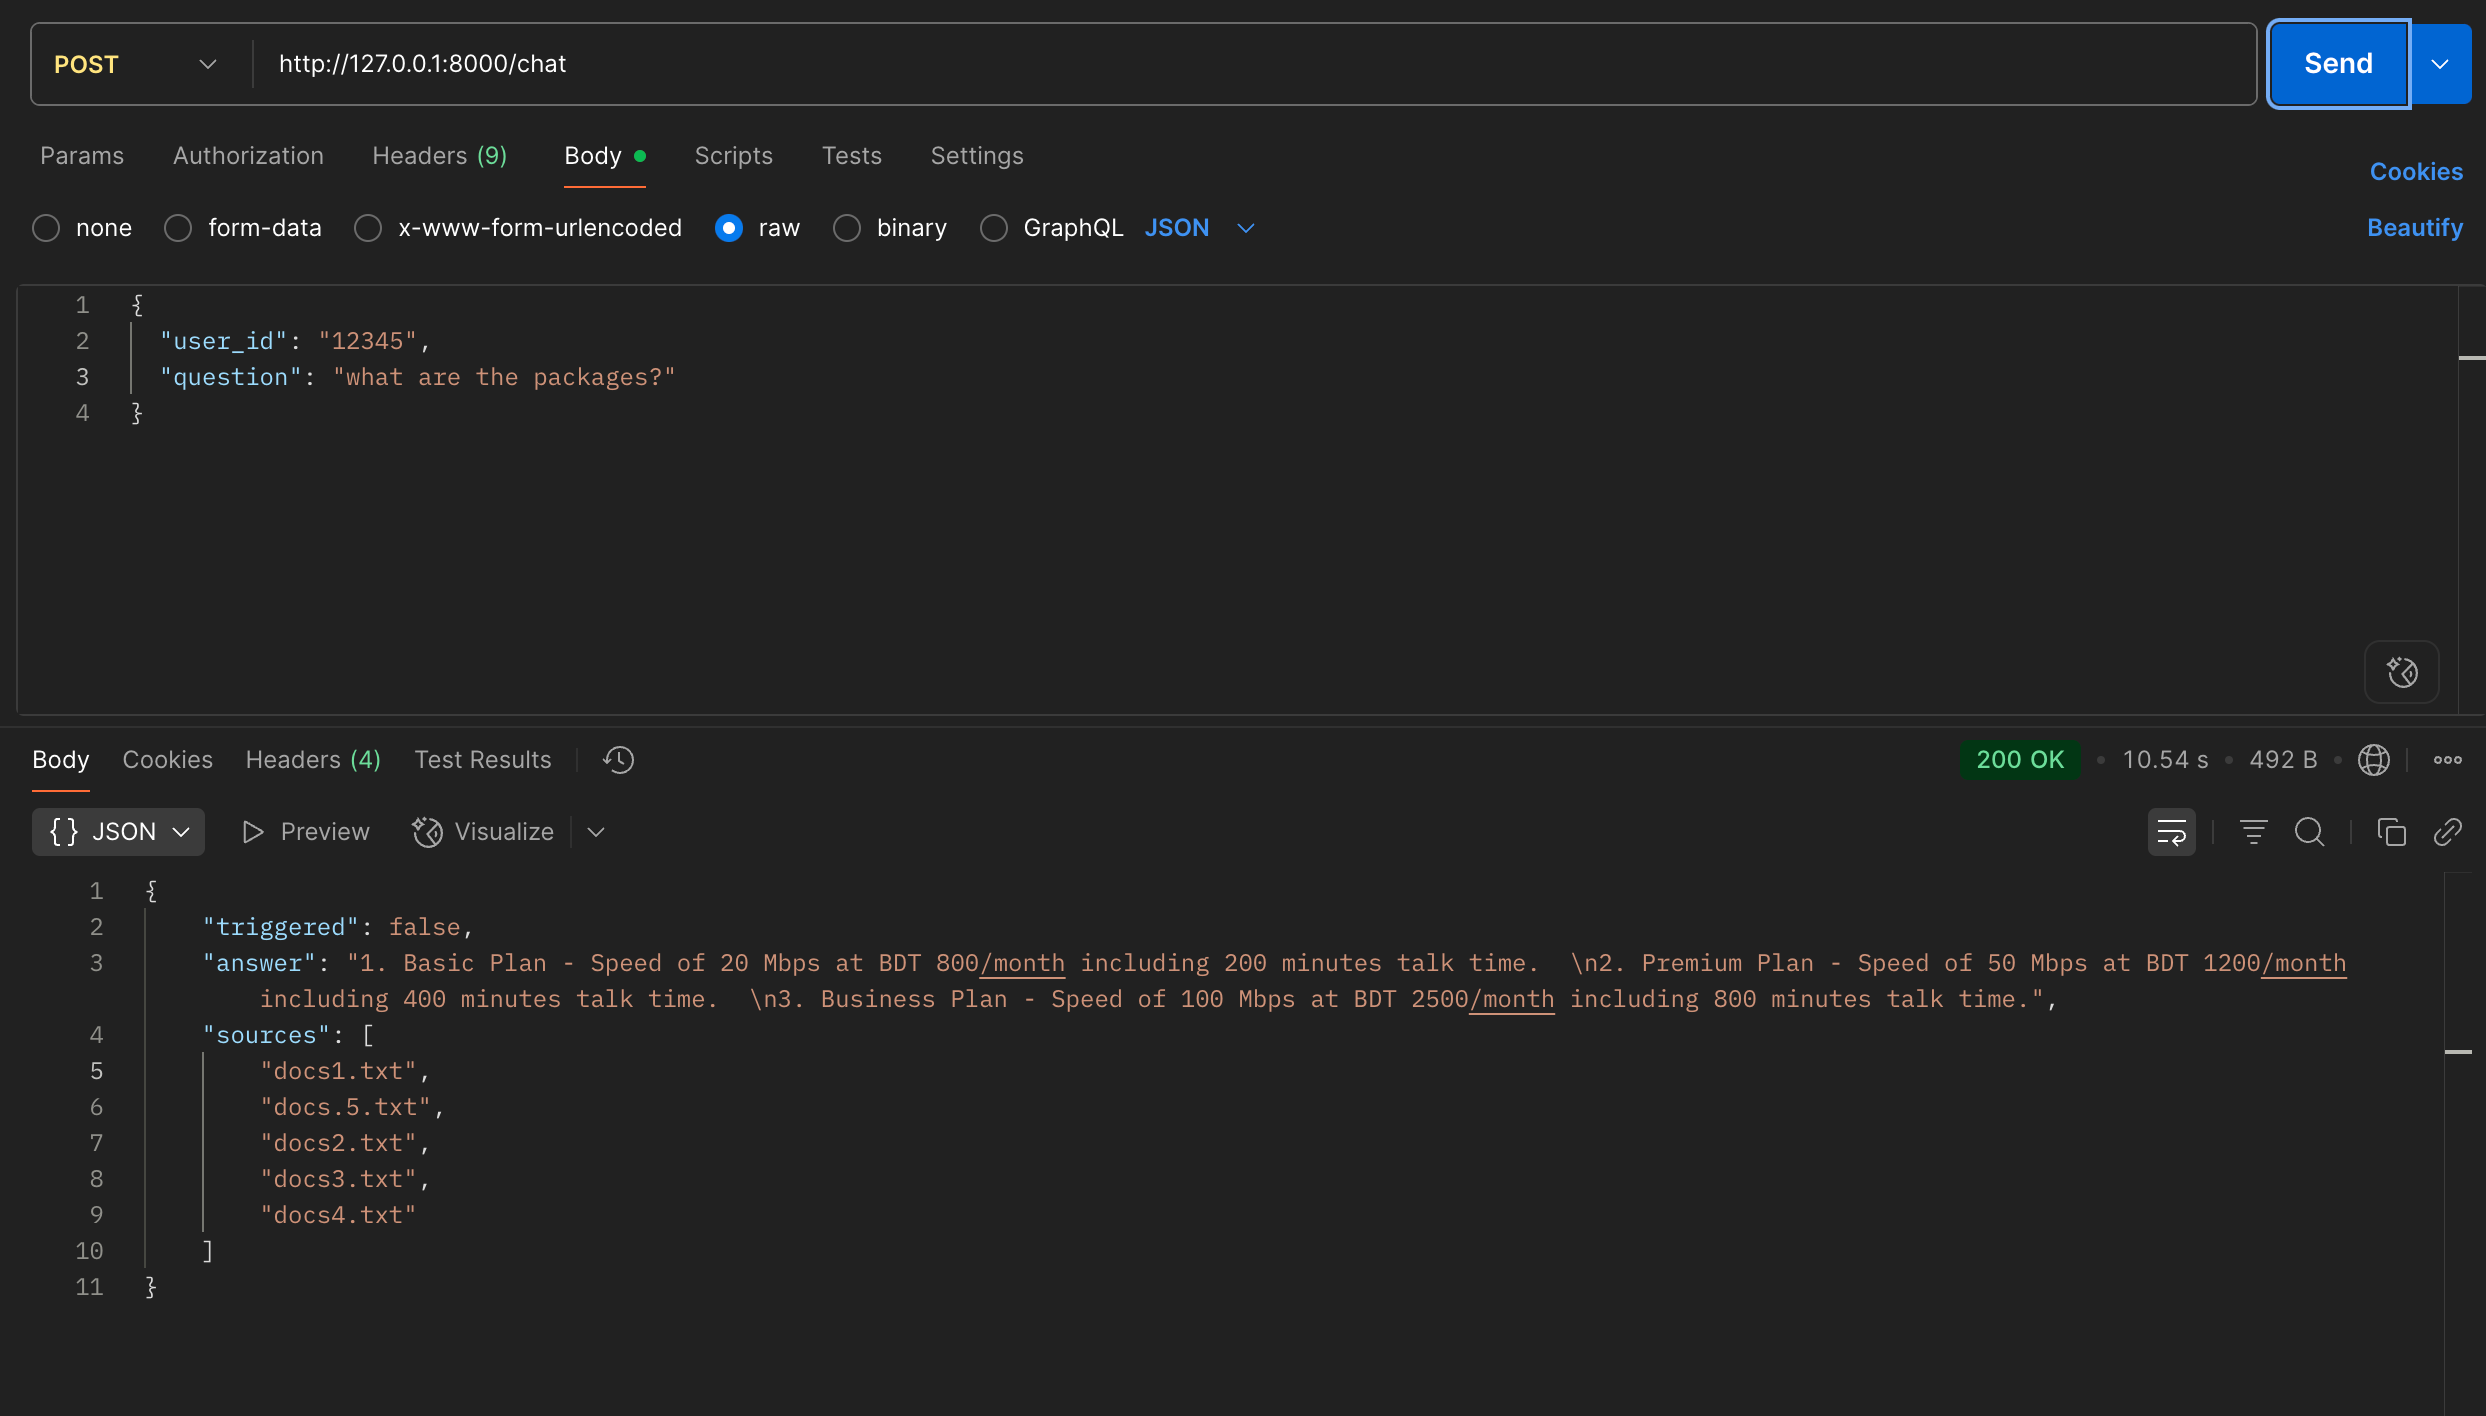 POST http://127.0.0.1:8000/chat Send
Params Authorization Headers (9) Body Scripts Tests Settings Cookies
none form-data x-www-form-urlencoded raw binary GraphQL JSON Beautify
1 {
2 "user_id": "12345",
3 "question": "what are the packages?"
4 }
Body Cookies Headers (4) Test Results 200 OK • 10.54 s • 492 B •
{} JSON Preview Visualize
1 {
2 "triggered": false,
3 "answer": "1. Basic Plan - Speed of 20 Mbps at BDT 800/month including 200 minutes talk time.  \n2. Premium Plan - Speed of 50 Mbps at BDT 1200/month
including 400 minutes talk time.  \n3. Business Plan - Speed of 100 Mbps at BDT 2500/month including 800 minutes talk time.",
4 "sources": [
5 "docs1.txt",
6 "docs.5.txt",
7 "docs2.txt",
8 "docs3.txt",
9 "docs4.txt"
10 ]
11 }